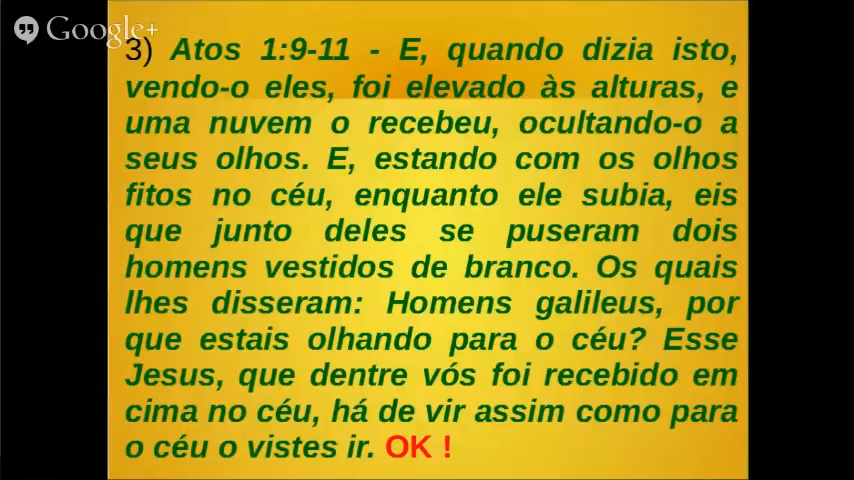 Google+
3) Atos 1:9-11 - E, quando dizia isto,
vendo-o eles, foi elevado às alturas, e
uma nuvem o recebeu, ocultando-o a
seus olhos. E, estando com os olhos
fitos no céu, enquanto ele subia, eis
que junto deles se puseram dois
homens vestidos de branco. Os quais
lhes disseram: Homens galileus, por
que estais olhando para o céu? Esse
Jesus, que dentre vós foi recebido em
cima no céu, há de vir assim como para
o céu o vistes ir. OK !